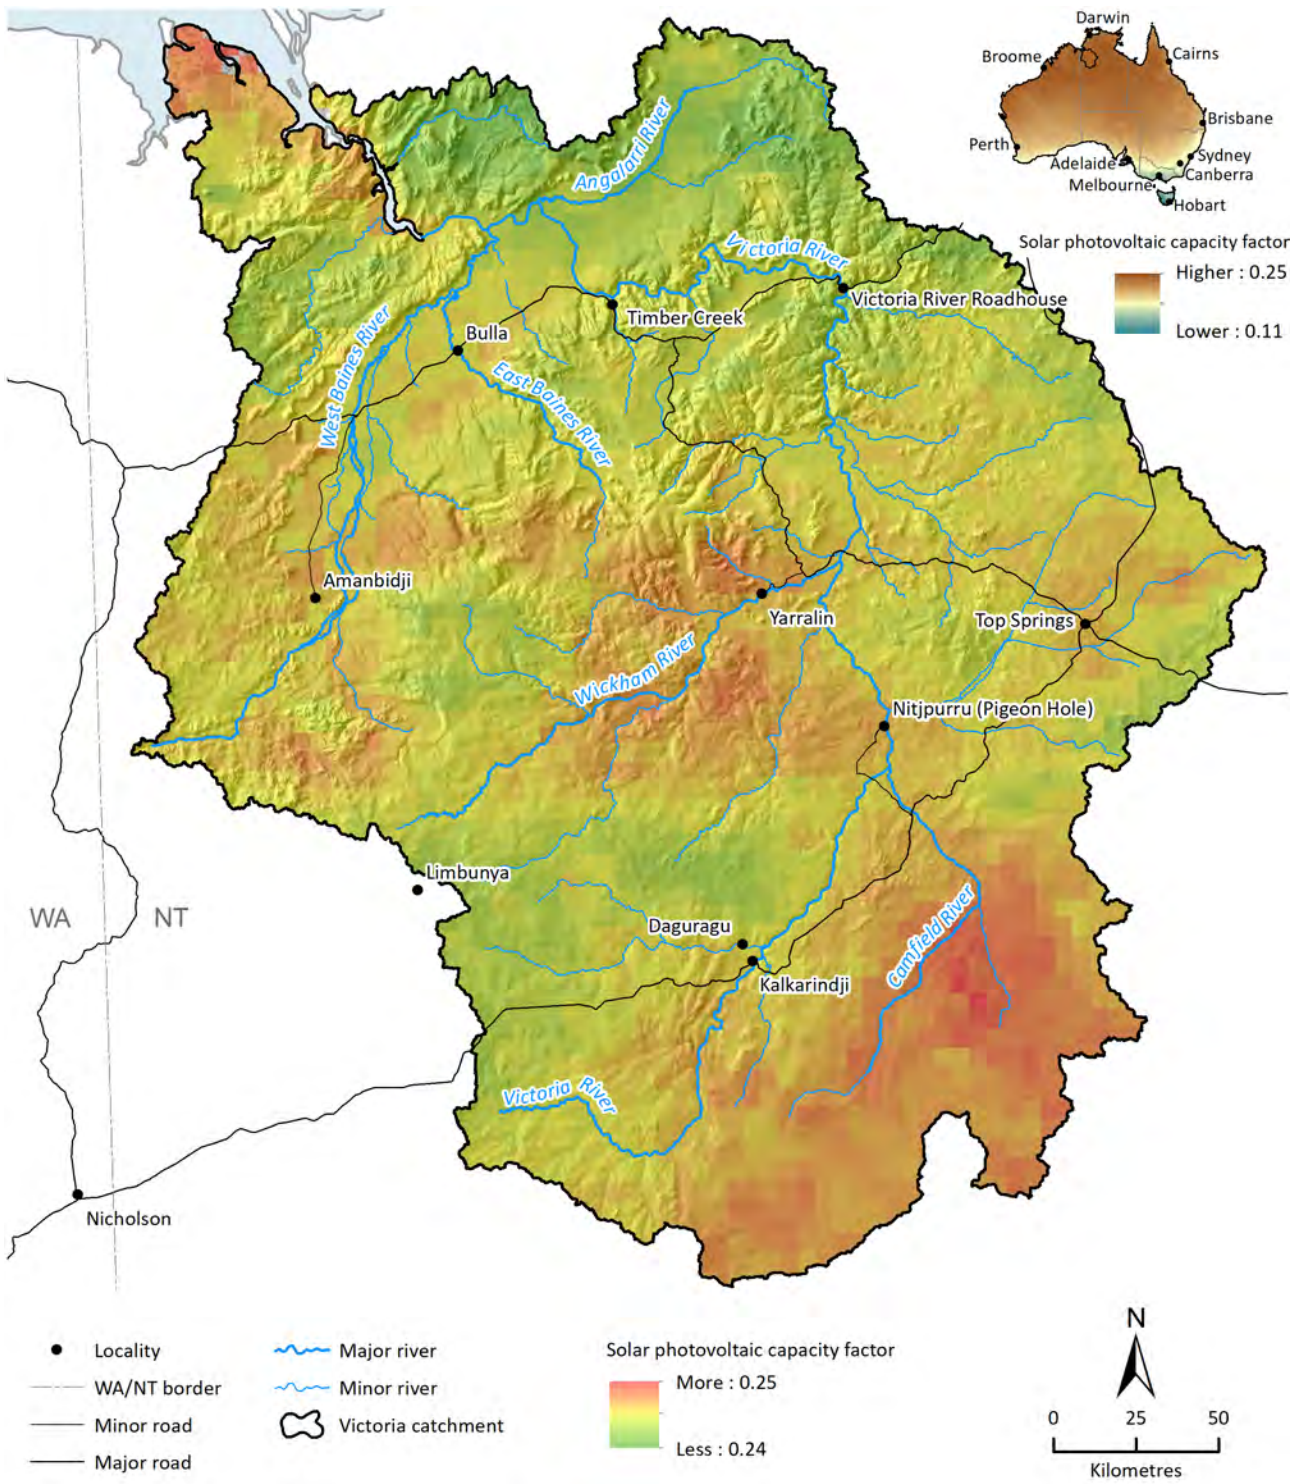 Darwin
Broome
Cairns
Brisbane
Perth
Adelaide
Sydney
Canberra
Melbourne
Hobart
Solar photovoltaic capacity factor
Higher : 0.25
Lower : 0.11
Angalarri River
Victoria River
Victoria River Roadhouse
Timber Creek
Bulla
West Baines River
East Baines River
Amanbidji
Yarralin
Top Springs
Wickham River
Nitjpurru (Pigeon Hole)
Limbunya
WA
NT
Daguragu
Camfield River
Kalkarindji
Victoria River
Nicholson
Locality
WA/NT border
Minor road
Major road
Major river
Minor river
Victoria catchment
Solar photovoltaic capacity factor
More : 0.25
Less : 0.24
N
0 25 50
Kilometres